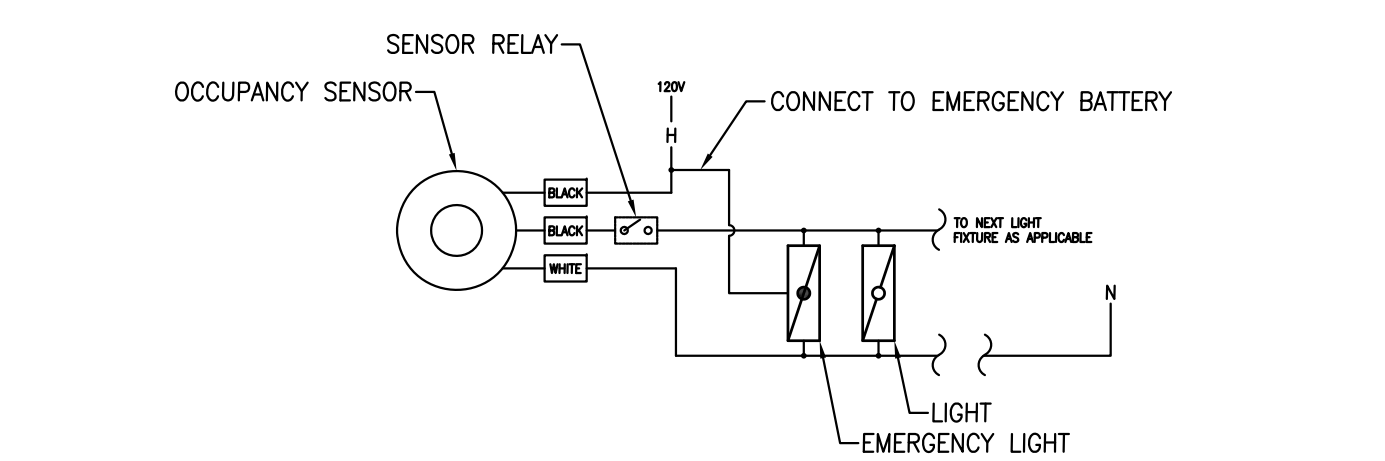 SENSOR RELAY
OCCUPANCY SENSOR
120V
CONNECT TO EMERGENCY BATTERY
H
BLACK
BLACK
TO NEXT LIGHT
FIXTURE AS APPLICABLE
WHITE
N
LIGHT
EMERGENCY LIGHT